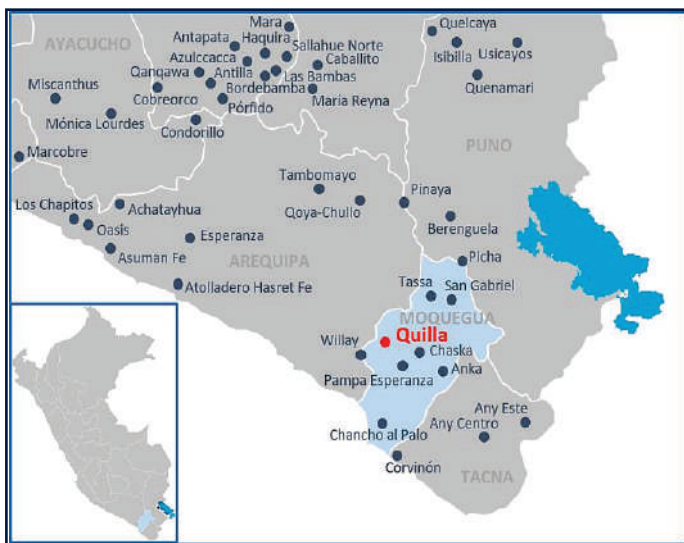 Mara
Quelcaya
Antapata
Haquira
AYACUCHO
Sallahue Norte
Isibilla
Usicayos
Azulccacca
Caballito
Qanqawa
Antilla
Las Bambas
Quenamari
Miscanthus
Bordebamba
Cobreorco
María Reyna
Pórfido
Mónica Lourdes
Condorillo
PUNO
Marcobre
Tambomayo
Pinaya
Los Chapitos
Achatayhua
Qoya-Chullo
Oasis
Berenguela
Esperanza
Asuman Fe
AREQUIPA
Picha
Tassa
San Gabriel
Atolladero Hasret Fe
MOQUEGUA
Quilla
Willay
Chaska
Pampa Esperanza
Anka
Any Este
Chancho al Palo
Any Centro
Corvinón
TACNA